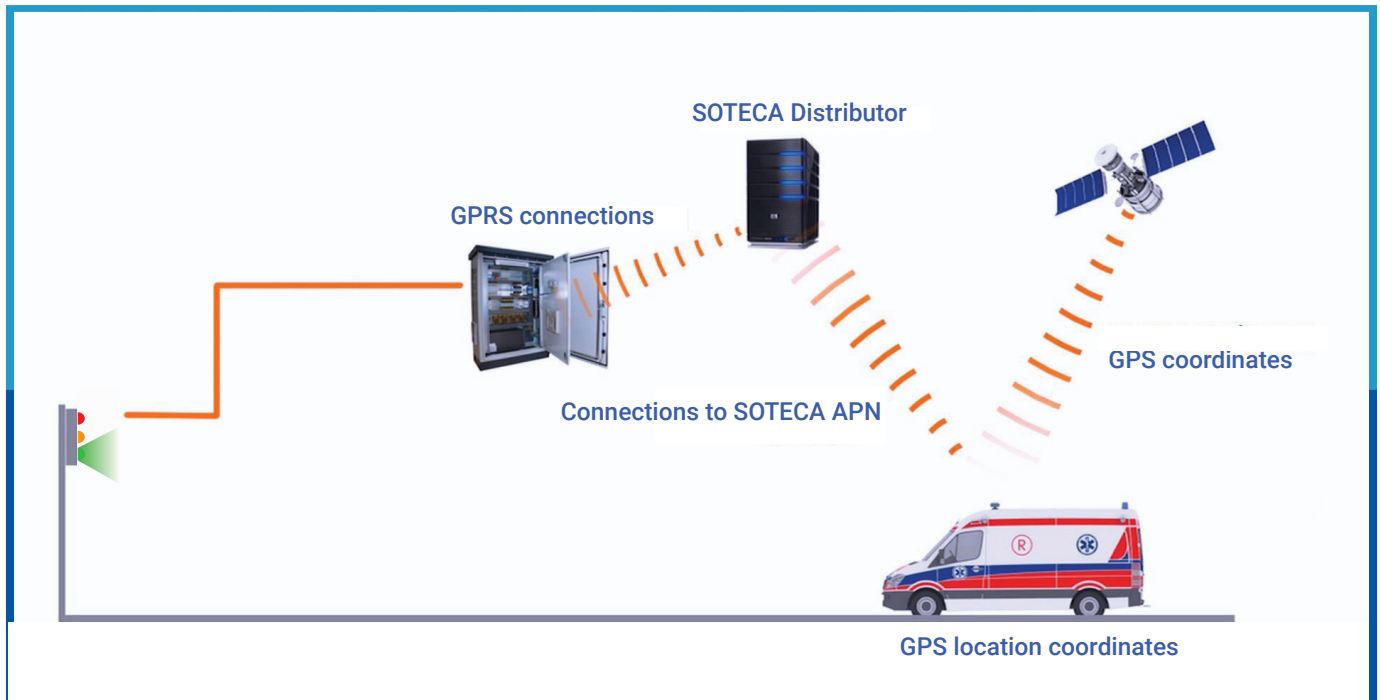 SOTECA Distributor
GPRS connections
GPS coordinates
Connections to SOTECA APN
R
GPS location coordinates